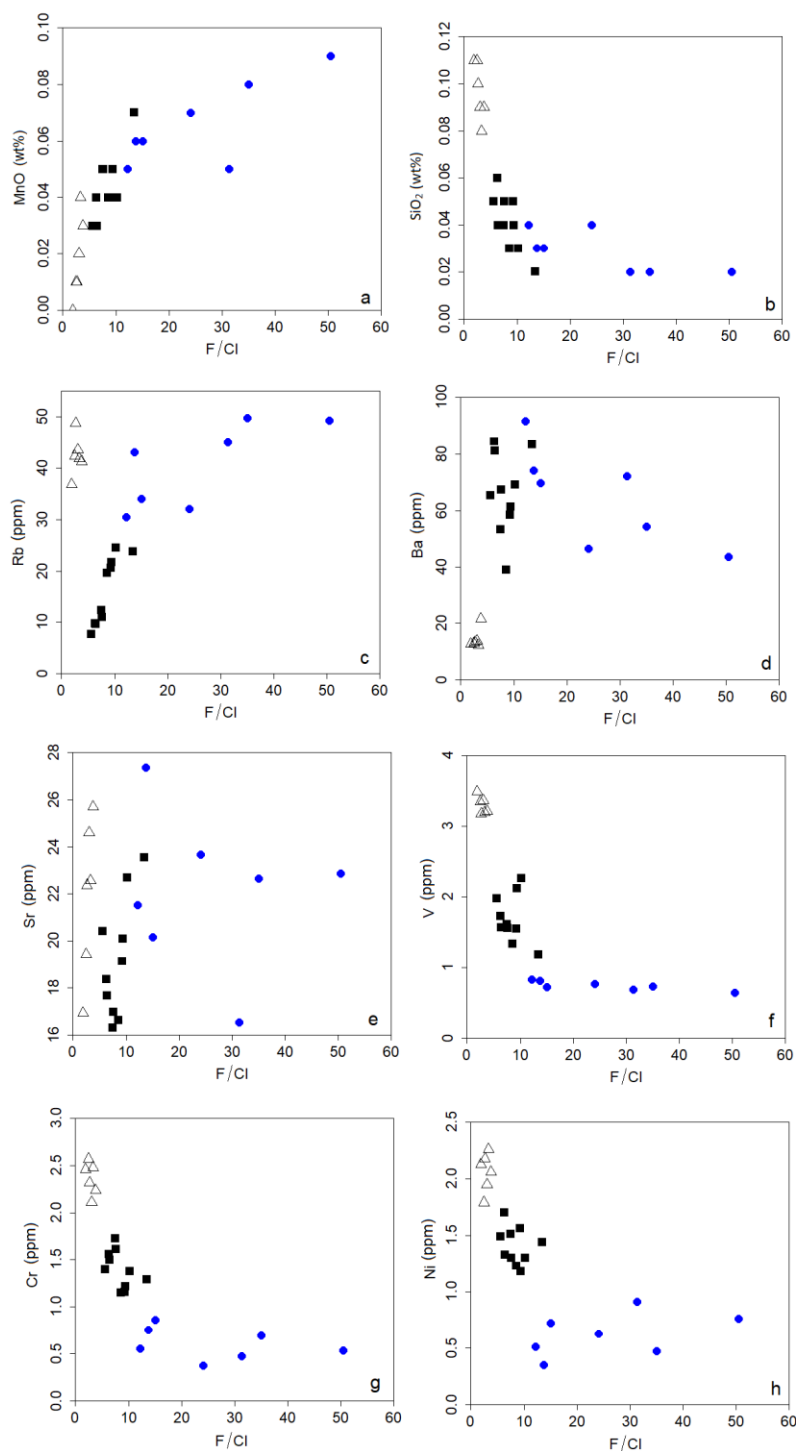 MnO (wt%)
0.10
0.08
0.06
0.04
0.02
0.00
0 10 20 30 40 50 60
F/Cl
a
SiO2 (wt%)
0.12
0.10
0.08
0.06
0.04
0.02
0.00
0 10 20 30 40 50 60
F/Cl
b
Rb (ppm)
50
40
30
20
10
0
0 10 20 30 40 50 60
F/Cl
c
Ba (ppm)
100
80
60
40
20
0
0 10 20 30 40 50 60
F/Cl
d
Sr (ppm)
28
26
24
22
20
18
16
0 10 20 30 40 50 60
F/Cl
e
V (ppm)
4
3
2
1
0
0 10 20 30 40 50 60
F/Cl
f
Cr (ppm)
3.0
2.5
2.0
1.5
1.0
0.5
0.0
0 10 20 30 40 50 60
F/Cl
g
Ni (ppm)
2.5
2.0
1.5
1.0
0.5
0.0
0 10 20 30 40 50 60
F/Cl
h